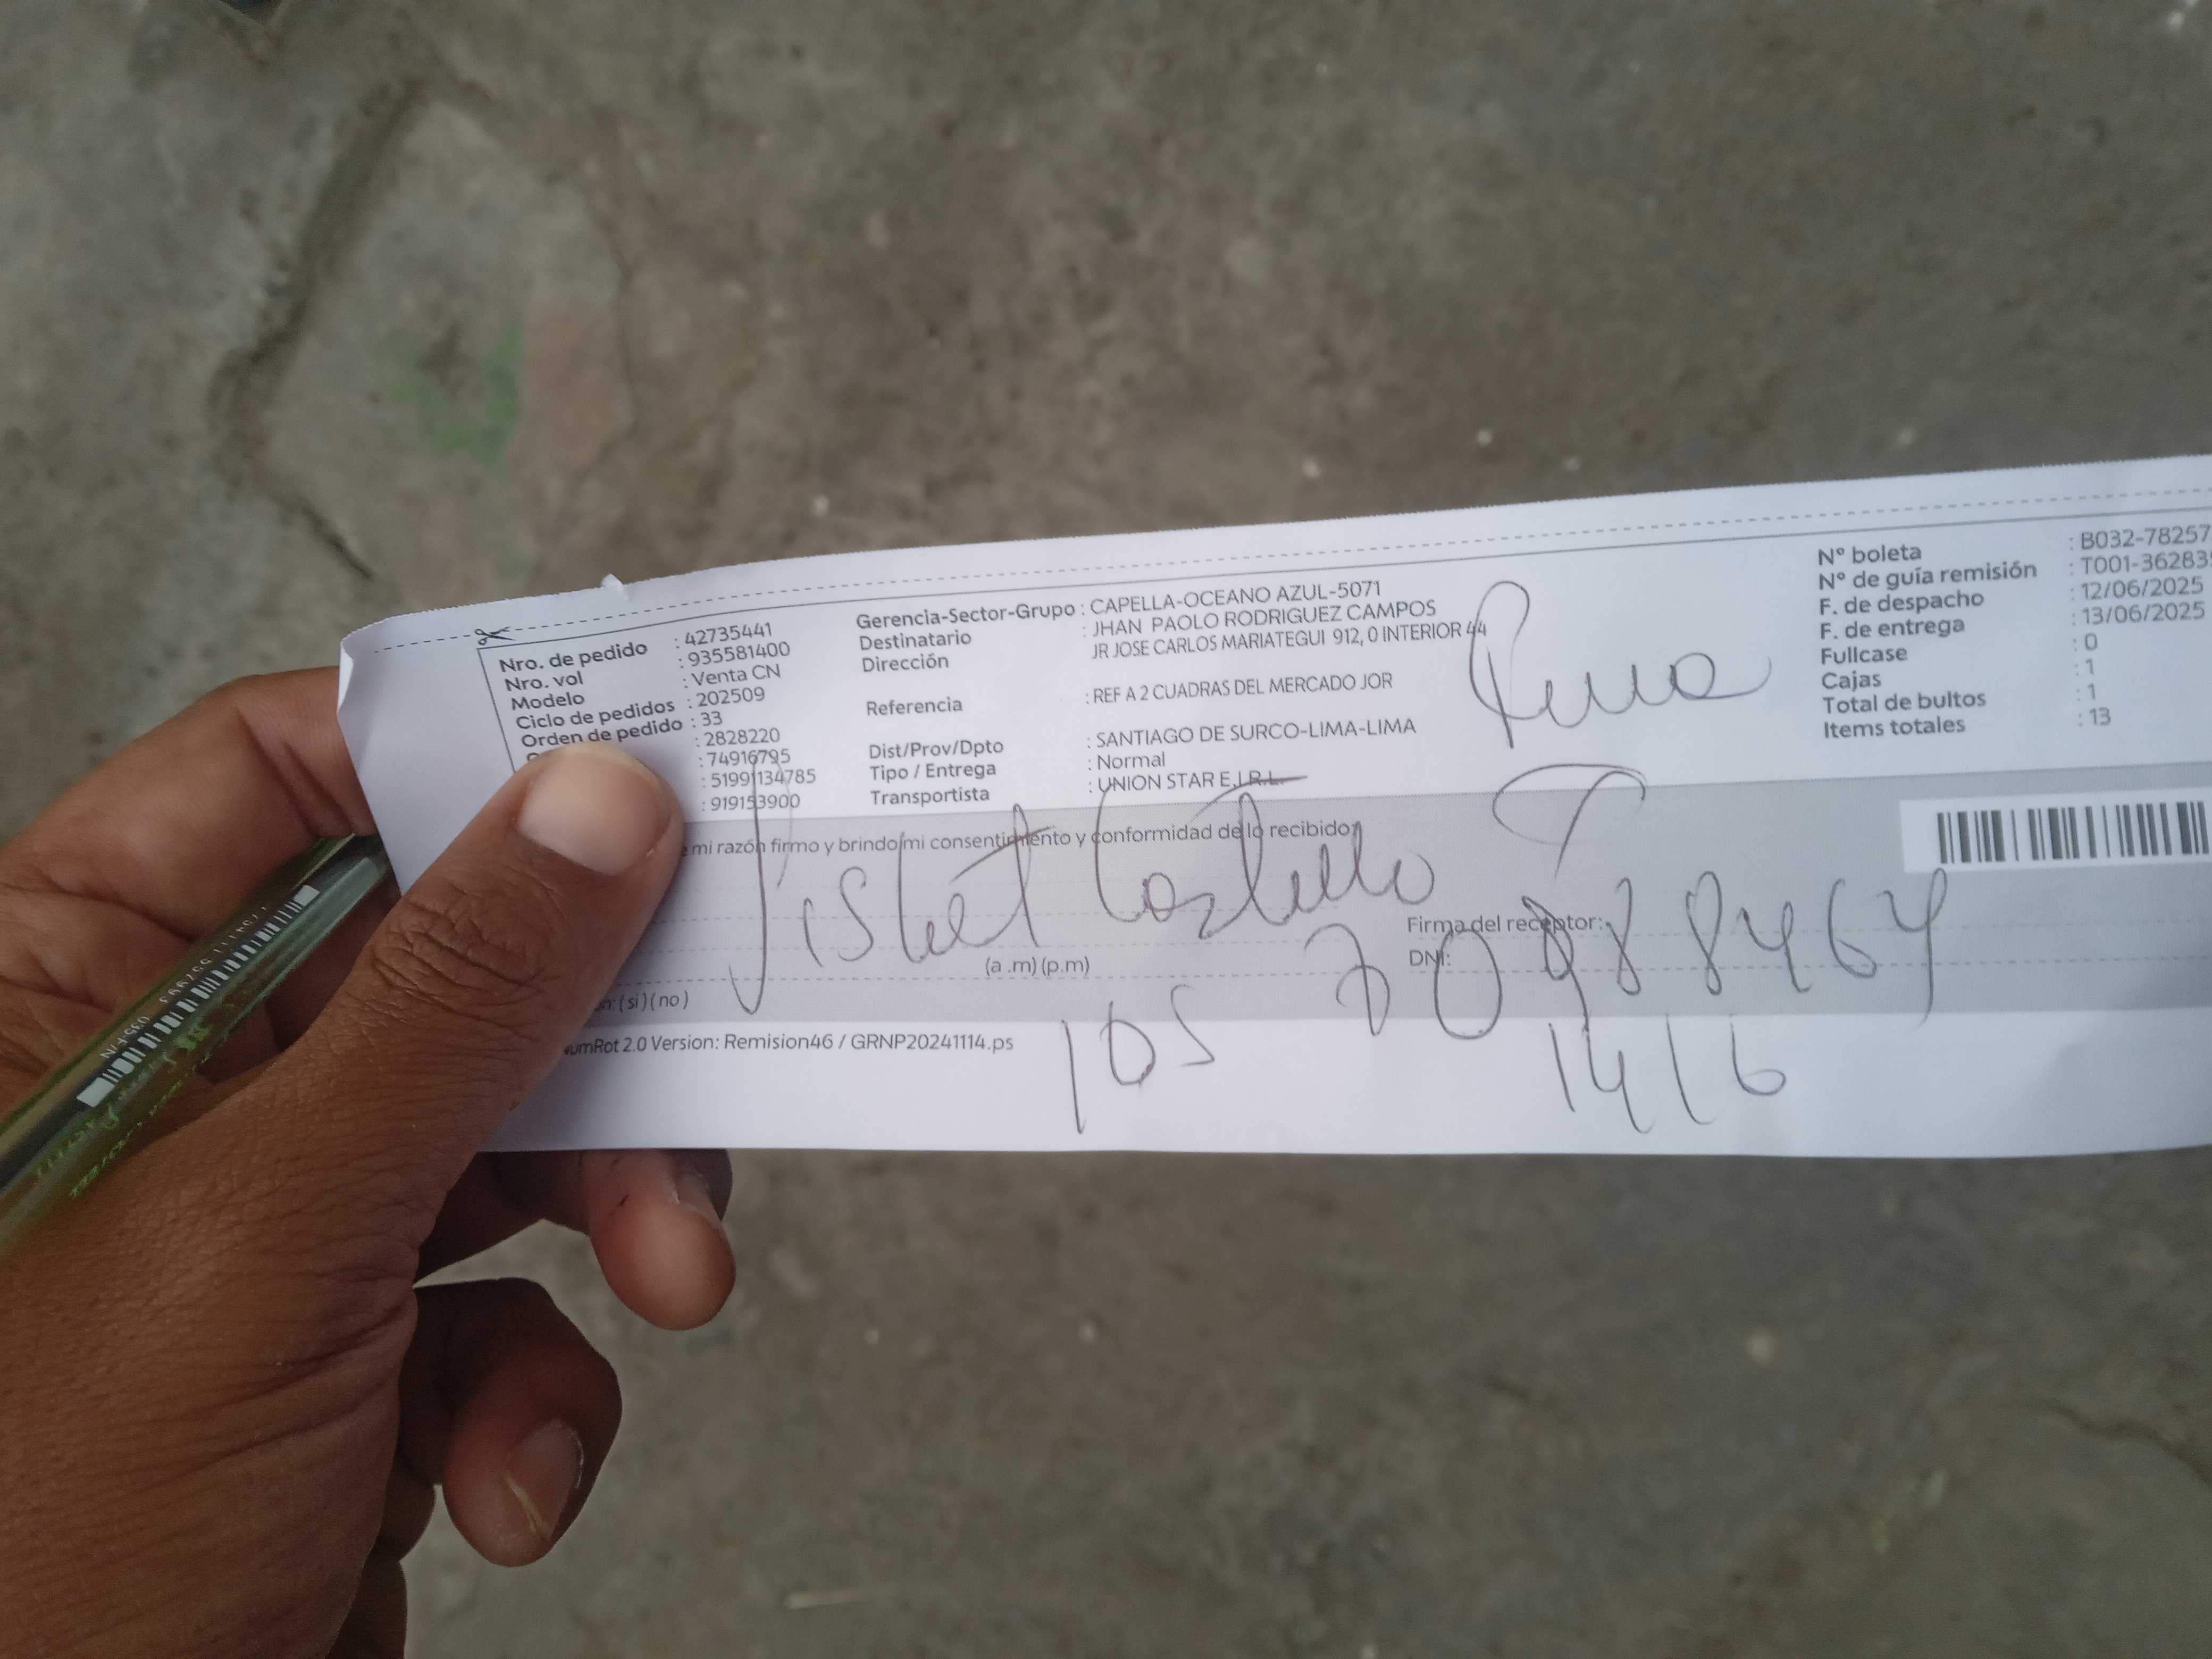 Nro. de pedido : 42735441
Nro. vol : 935581400
Modelo : Venta CN
Ciclo de pedidos : 202509
Orden de pedido : 33
: 2828220
: 74916795
: 51991134785
: 919153900
Gerencia-Sector-Grupo : CAPELLA-OCEANO AZUL-5071
Destinatario : JHAN PAOLO RODRIGUEZ CAMPOS
Dirección JR JOSE CARLOS MARIATEGUI 912, 0 INTERIOR 44
Referencia : REF A 2 CUADRAS DEL MERCADO JOR
Dist/Prov/Dpto : SANTIAGO DE SURCO-LIMA-LIMA
Tipo / Entrega : Normal
Transportista : UNION STAR E.I.R.L.
Nº boleta : B032-78257
Nº de guía remisión : T001-36283
F. de despacho : 12/06/2025
F. de entrega : 13/06/2025
Fullcase : 0
Cajas : 1
Total de bultos : 1
Items totales : 13
mi razón firmo y brindo mi consentimiento y conformidad de lo recibido
Castillo T
Firma del receptor:
DNI:
(a .m) (p.m)
(si) (no)
105
1416
NumRot 2.0 Version: Remision46 / GRNP20241114.ps